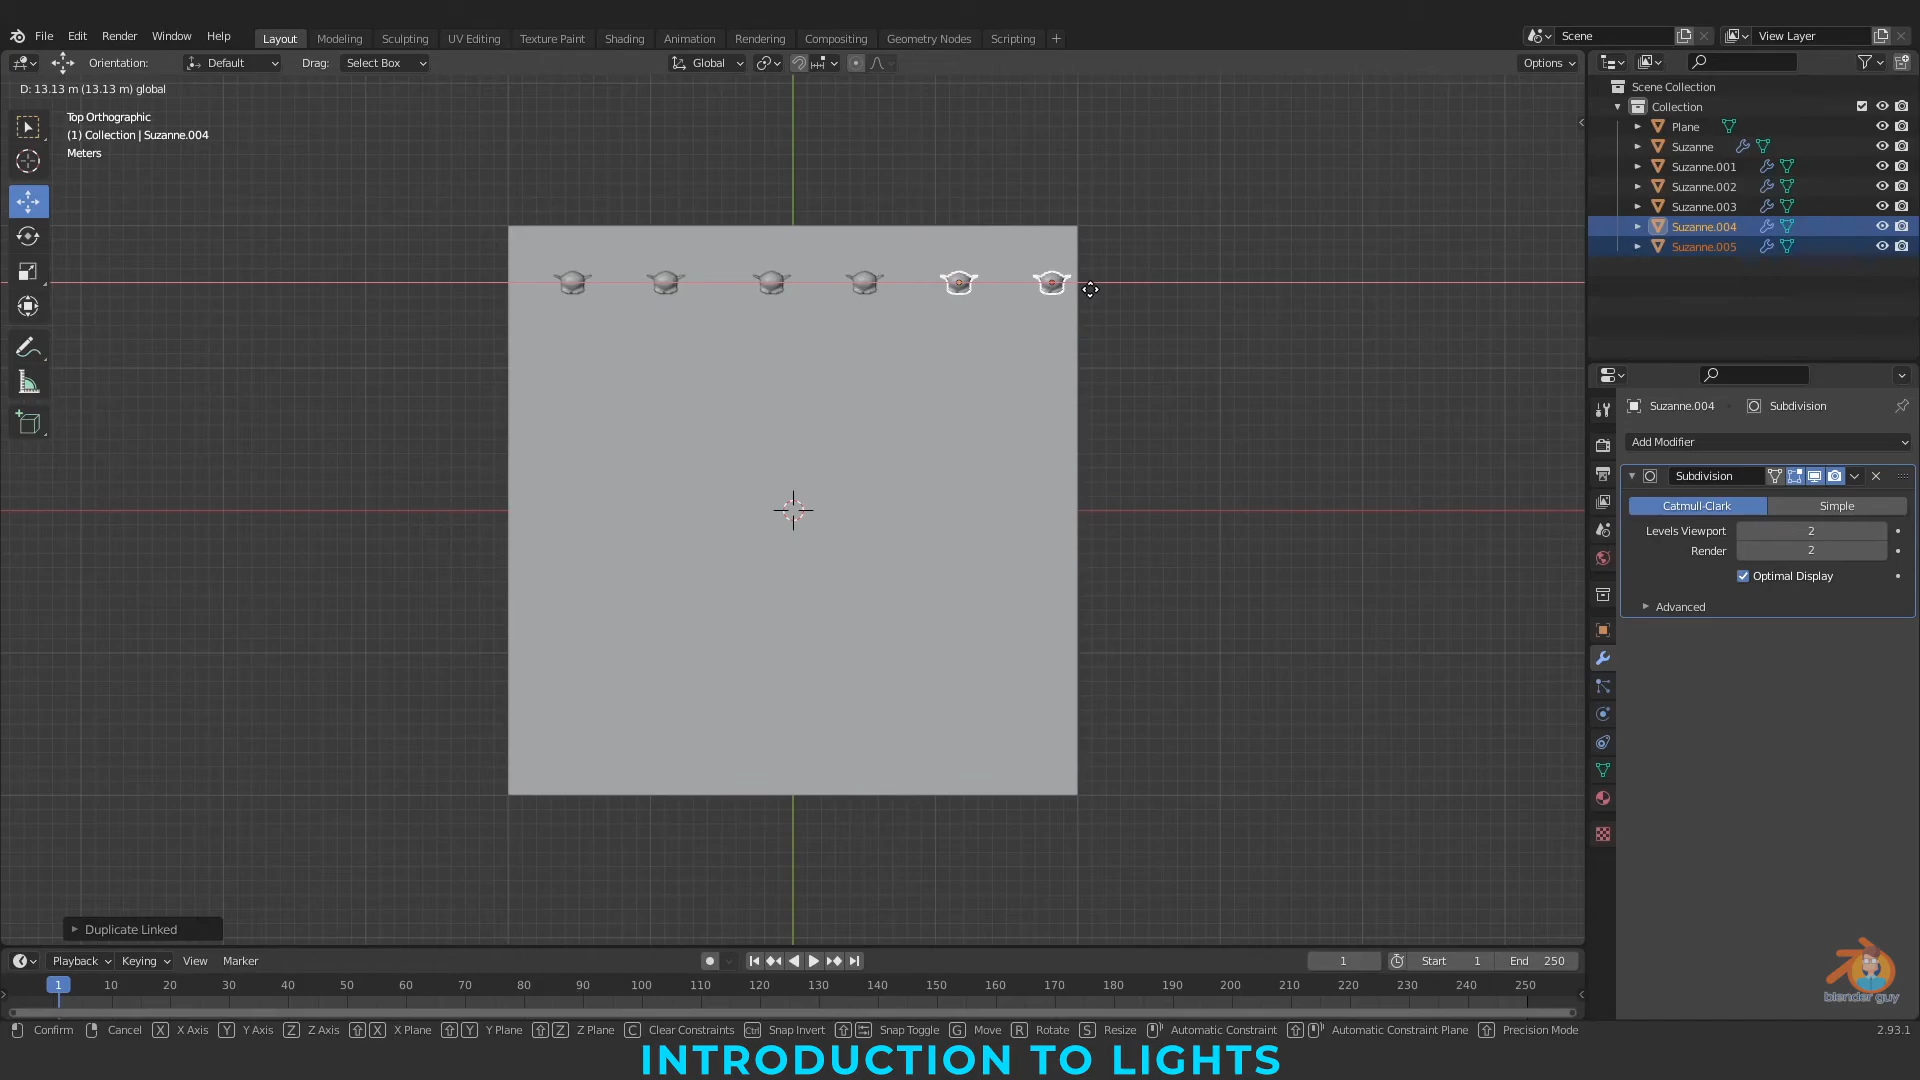 File Edit Render Window Help
Layout Modeling Sculpting UV Editing Texture Paint Shading Animation Rendering Compositing Geometry Nodes Scripting
Scene
View Layer
Orientation: Default Drag: Select Box
Global
Options
D: 13.13 m (13.13 m) global
Top Orthographic
(1) Collection | Suzanne.004
Meters
Scene Collection
Collection
Plane
Suzanne
Suzanne.001
Suzanne.002
Suzanne.003
Suzanne.004
Suzanne.005
Suzanne.004 Subdivision
Add Modifier
Subdivision
Catmull-Clark Simple
Levels Viewport 2
Render 2
Optimal Display
Advanced
Duplicate Linked
Playback Keying View Marker
1 Start 1 End 250
1 10 20 30 40 50 60 70 80 90 100 110 120 130 140 150 160 170 180 190 200 210 220 230 240 250
blender guy
Confirm Cancel X X Axis Y Y Axis Z Z Axis X X Plane Y Y Plane Z Z Plane C Clear Constraints Ctrl Snap Invert Snap Toggle G Move R Rotate S Resize Automatic Constraint Automatic Constraint Plane Precision Mode 2.93.1
INTRODUCTION TO LIGHTS